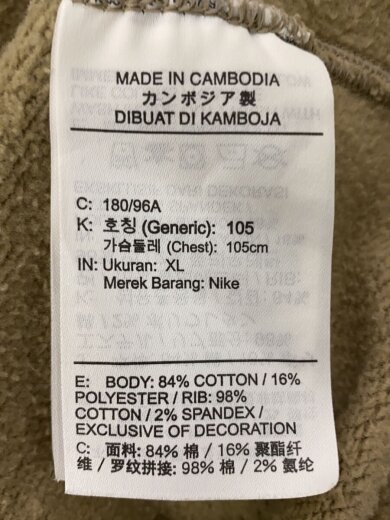 MADE IN CAMBODIA
カンボジア製
DIBUAT DI KAMBOJA
C: 180/96A
K: 호칭 (Generic): 105
가슴둘레 (Chest): 105cm
IN: Ukuran: XL
Merek Barang: Nike
E: BODY: 84% COTTON / 16%
POLYESTER / RIB: 98%
COTTON / 2% SPANDEX /
EXCLUSIVE OF DECORATION
C: 面料: 84% 棉 / 16% 聚酯纤
维 / 罗纹拼接: 98% 棉 / 2% 氨纶